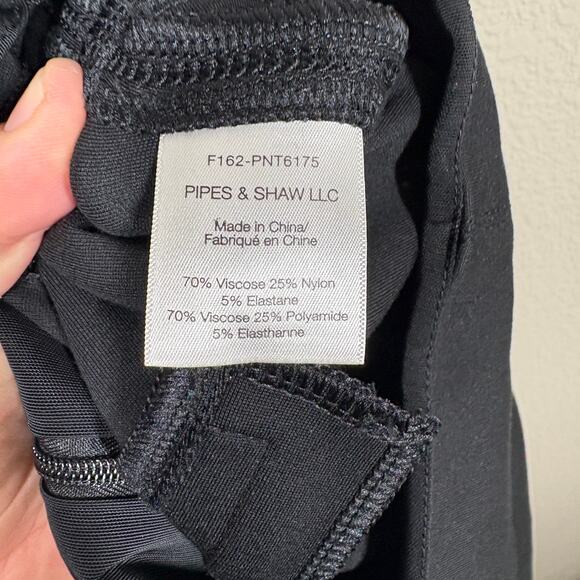 F162-PNT6175
PIPES & SHAW LLC
Made in China/
Fabriqué en Chine
70% Viscose 25% Nylon
5% Elastane
70% Viscose 25% Polyamide
5% Elasthanne